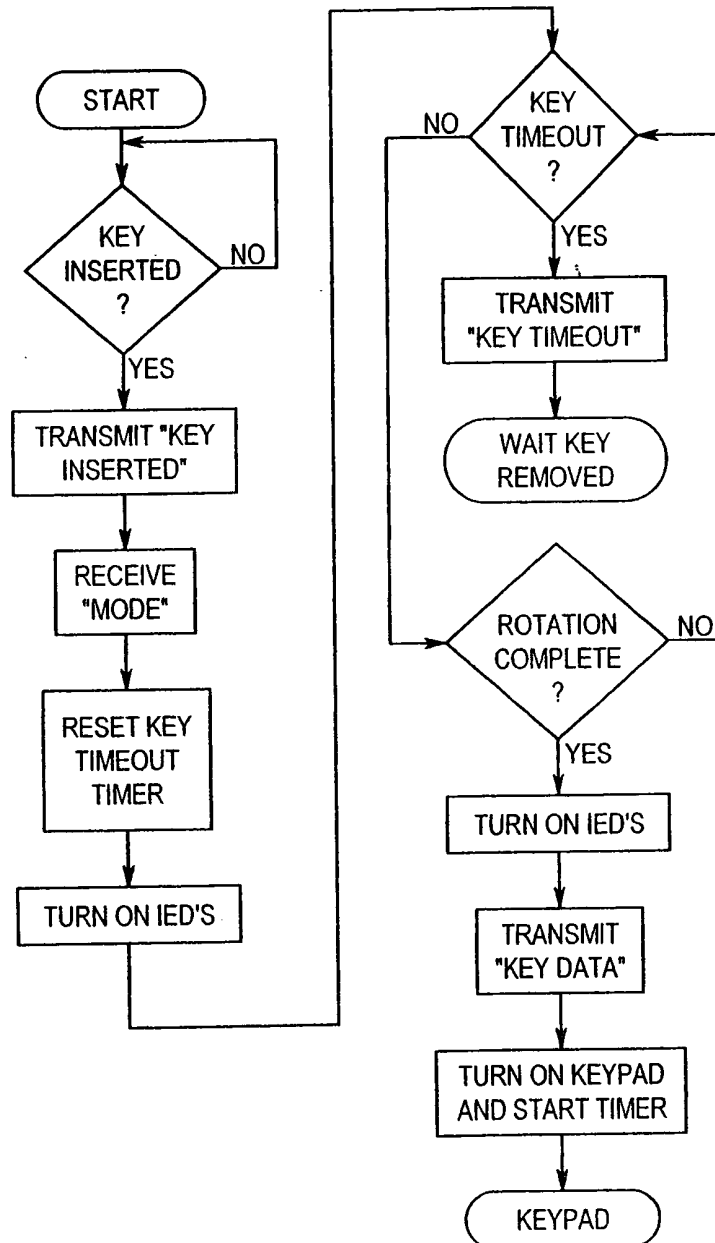 START
KEY
INSERTED
?
NO
YES
TRANSMIT "KEY
INSERTED"
RECEIVE
"MODE"
RESET KEY
TIMEOUT
TIMER
TURN ON IED'S
KEY
TIMEOUT
?
NO
YES
TRANSMIT
"KEY TIMEOUT"
WAIT KEY
REMOVED
ROTATION
COMPLETE
?
NO
YES
TURN ON IED'S
TRANSMIT
"KEY DATA"
TURN ON KEYPAD
AND START TIMER
KEYPAD